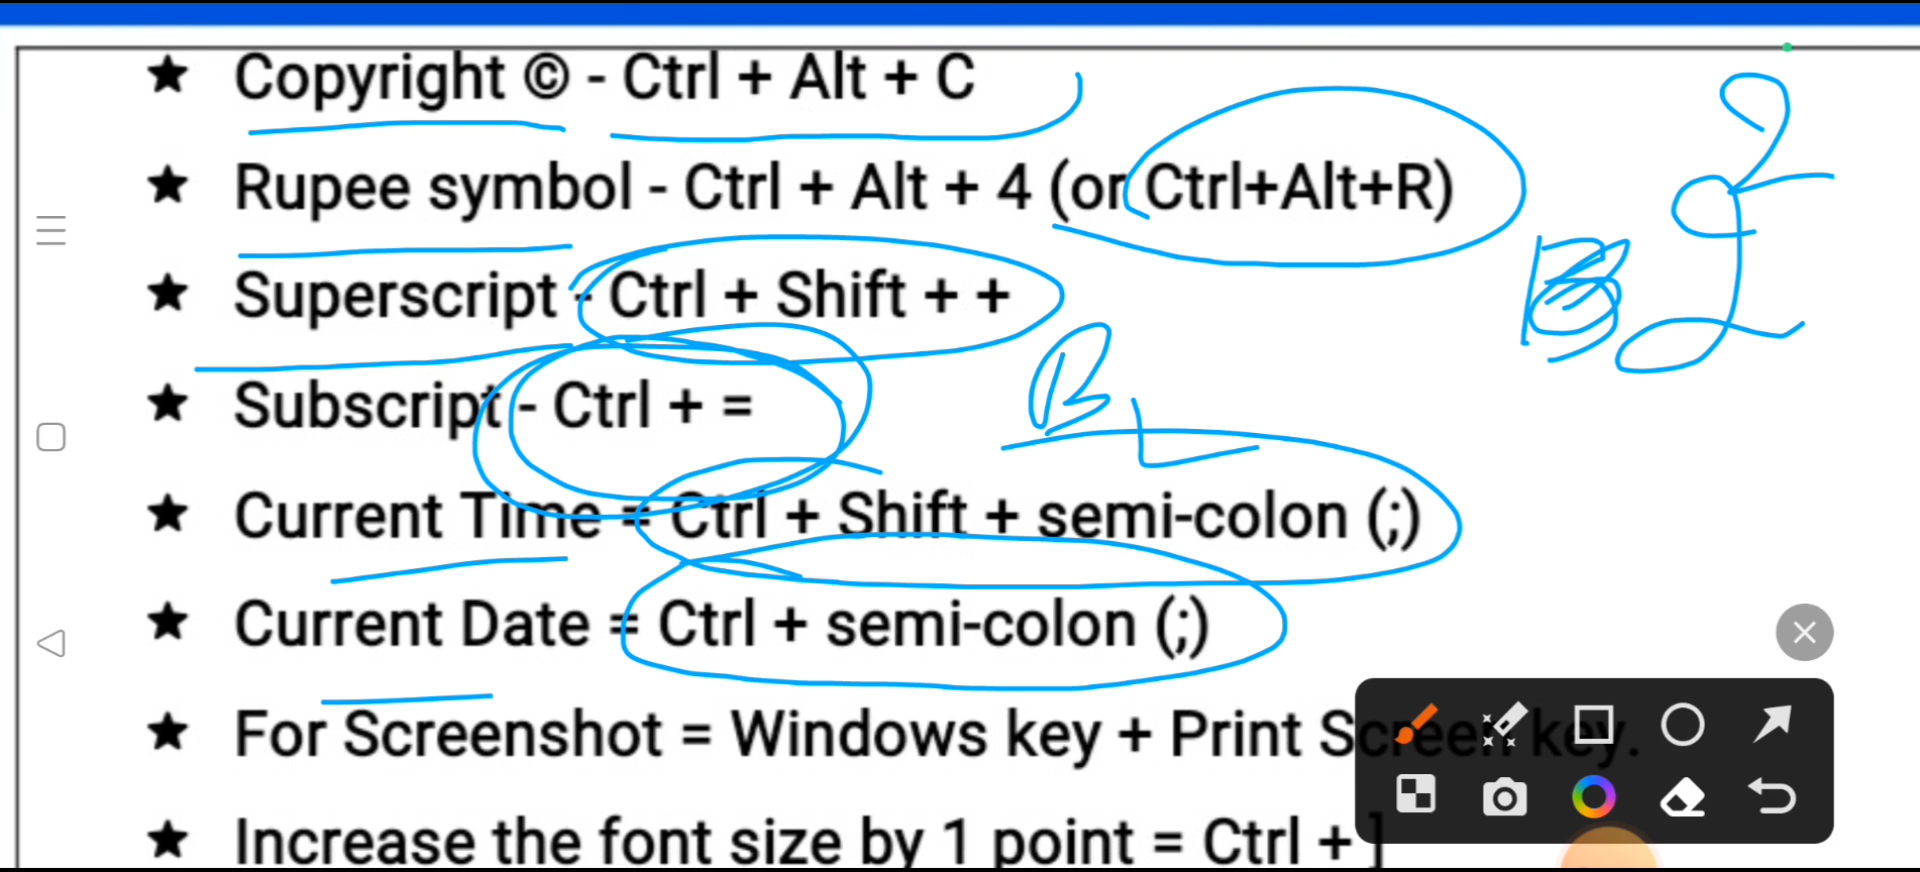 ★ Copyright © - Ctrl + Alt + C
★ Rupee symbol - Ctrl + Alt + 4 (or Ctrl+Alt+R)
★ Superscript - Ctrl + Shift + +
★ Subscript - Ctrl + =
★ Current Time = Ctrl + Shift + semi-colon (;)
★ Current Date = Ctrl + semi-colon (;)
★ For Screenshot = Windows key + Print Screen key.
★ Increase the font size by 1 point = Ctrl + ]